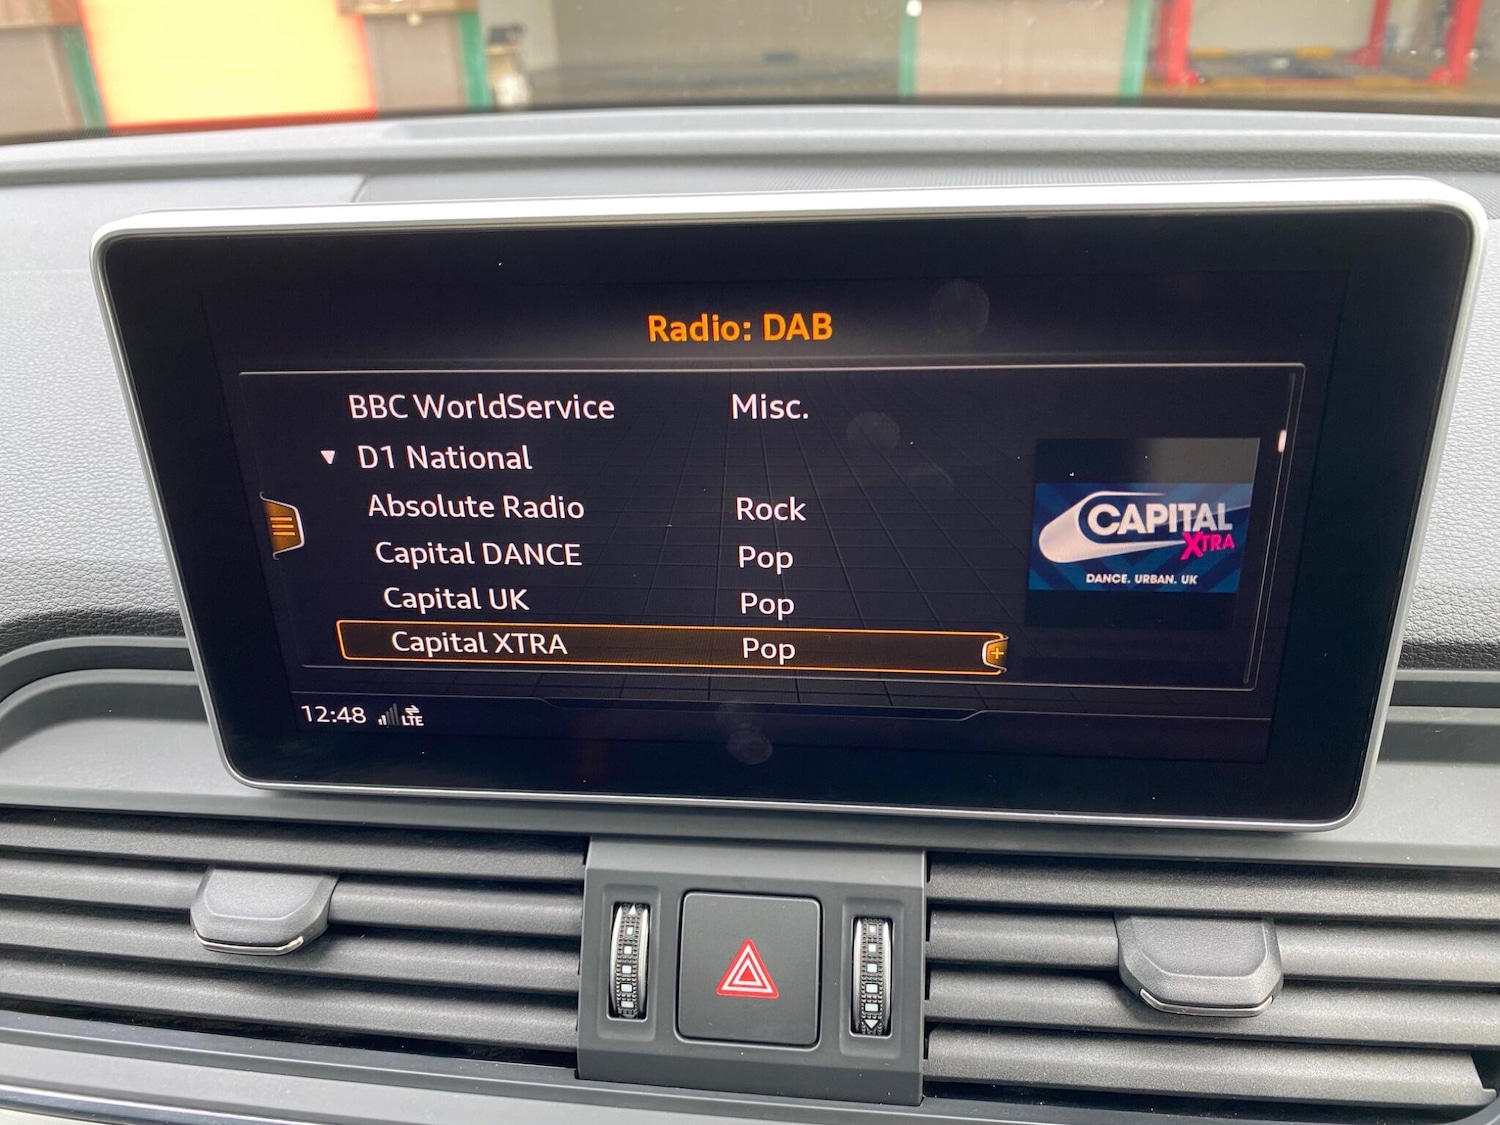 Radio: DAB
BBC WorldService Misc.
▼ D1 National
Absolute Radio Rock
Capital DANCE Pop
Capital UK Pop
Capital XTRA Pop
CAPITAL
XTRA
DANCE. URBAN. UK
12:48 LTE